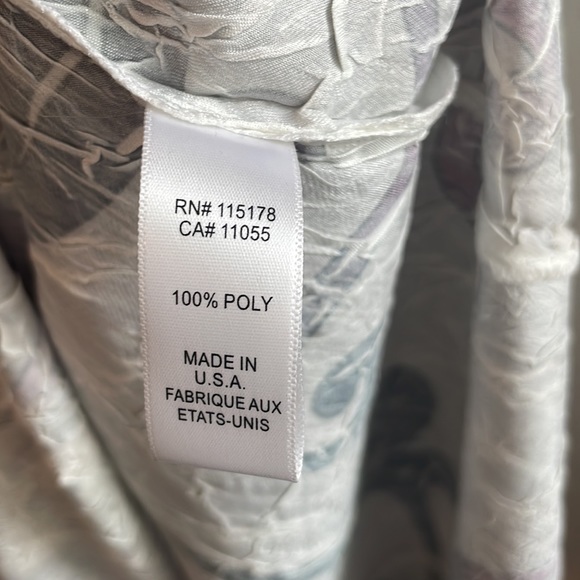 RN# 115178
CA# 11055
100% POLY
MADE IN
U.S.A.
FABRIQUE AUX
ETATS-UNIS